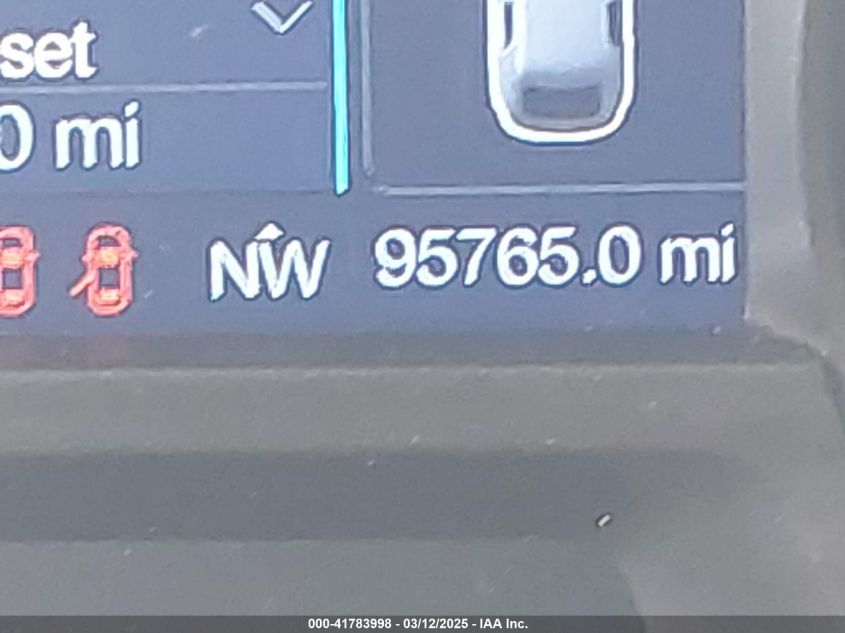 set
0 mi
NW 95765.0 mi
000-41783998 - 03/12/2025 - IAA Inc.